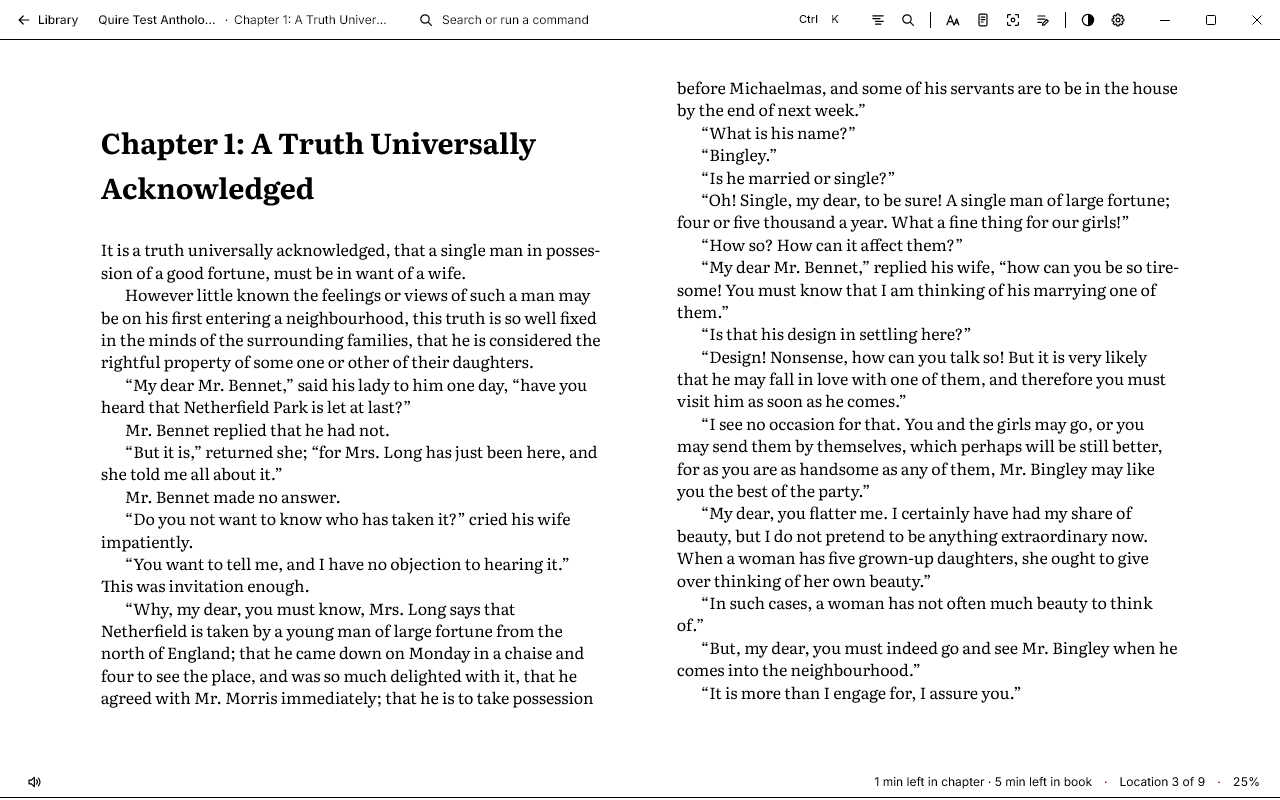 Library
Quire Test Antholo... · Chapter 1: A Truth Univer...
Search or run a command
Ctrl K
Chapter 1: A Truth Universally
Acknowledged
It is a truth universally acknowledged, that a single man in posses-
sion of a good fortune, must be in want of a wife.
However little known the feelings or views of such a man may
be on his first entering a neighbourhood, this truth is so well fixed
in the minds of the surrounding families, that he is considered the
rightful property of some one or other of their daughters.
“My dear Mr. Bennet,” said his lady to him one day, “have you
heard that Netherfield Park is let at last?”
Mr. Bennet replied that he had not.
“But it is,” returned she; “for Mrs. Long has just been here, and
she told me all about it.”
Mr. Bennet made no answer.
“Do you not want to know who has taken it?” cried his wife
impatiently.
“You want to tell me, and I have no objection to hearing it.”
This was invitation enough.
“Why, my dear, you must know, Mrs. Long says that
Netherfield is taken by a young man of large fortune from the
north of England; that he came down on Monday in a chaise and
four to see the place, and was so much delighted with it, that he
agreed with Mr. Morris immediately; that he is to take possession
before Michaelmas, and some of his servants are to be in the house
by the end of next week.”
“What is his name?”
“Bingley.”
“Is he married or single?”
“Oh! Single, my dear, to be sure! A single man of large fortune;
four or five thousand a year. What a fine thing for our girls!”
“How so? How can it affect them?”
“My dear Mr. Bennet,” replied his wife, “how can you be so tire-
some! You must know that I am thinking of his marrying one of
them.”
“Is that his design in settling here?”
“Design! Nonsense, how can you talk so! But it is very likely
that he may fall in love with one of them, and therefore you must
visit him as soon as he comes.”
“I see no occasion for that. You and the girls may go, or you
may send them by themselves, which perhaps will be still better,
for as you are as handsome as any of them, Mr. Bingley may like
you the best of the party.”
“My dear, you flatter me. I certainly have had my share of
beauty, but I do not pretend to be anything extraordinary now.
When a woman has five grown-up daughters, she ought to give
over thinking of her own beauty.”
“In such cases, a woman has not often much beauty to think
of.”
“But, my dear, you must indeed go and see Mr. Bingley when he
comes into the neighbourhood.”
“It is more than I engage for, I assure you.”
1 min left in chapter · 5 min left in book · Location 3 of 9 · 25%